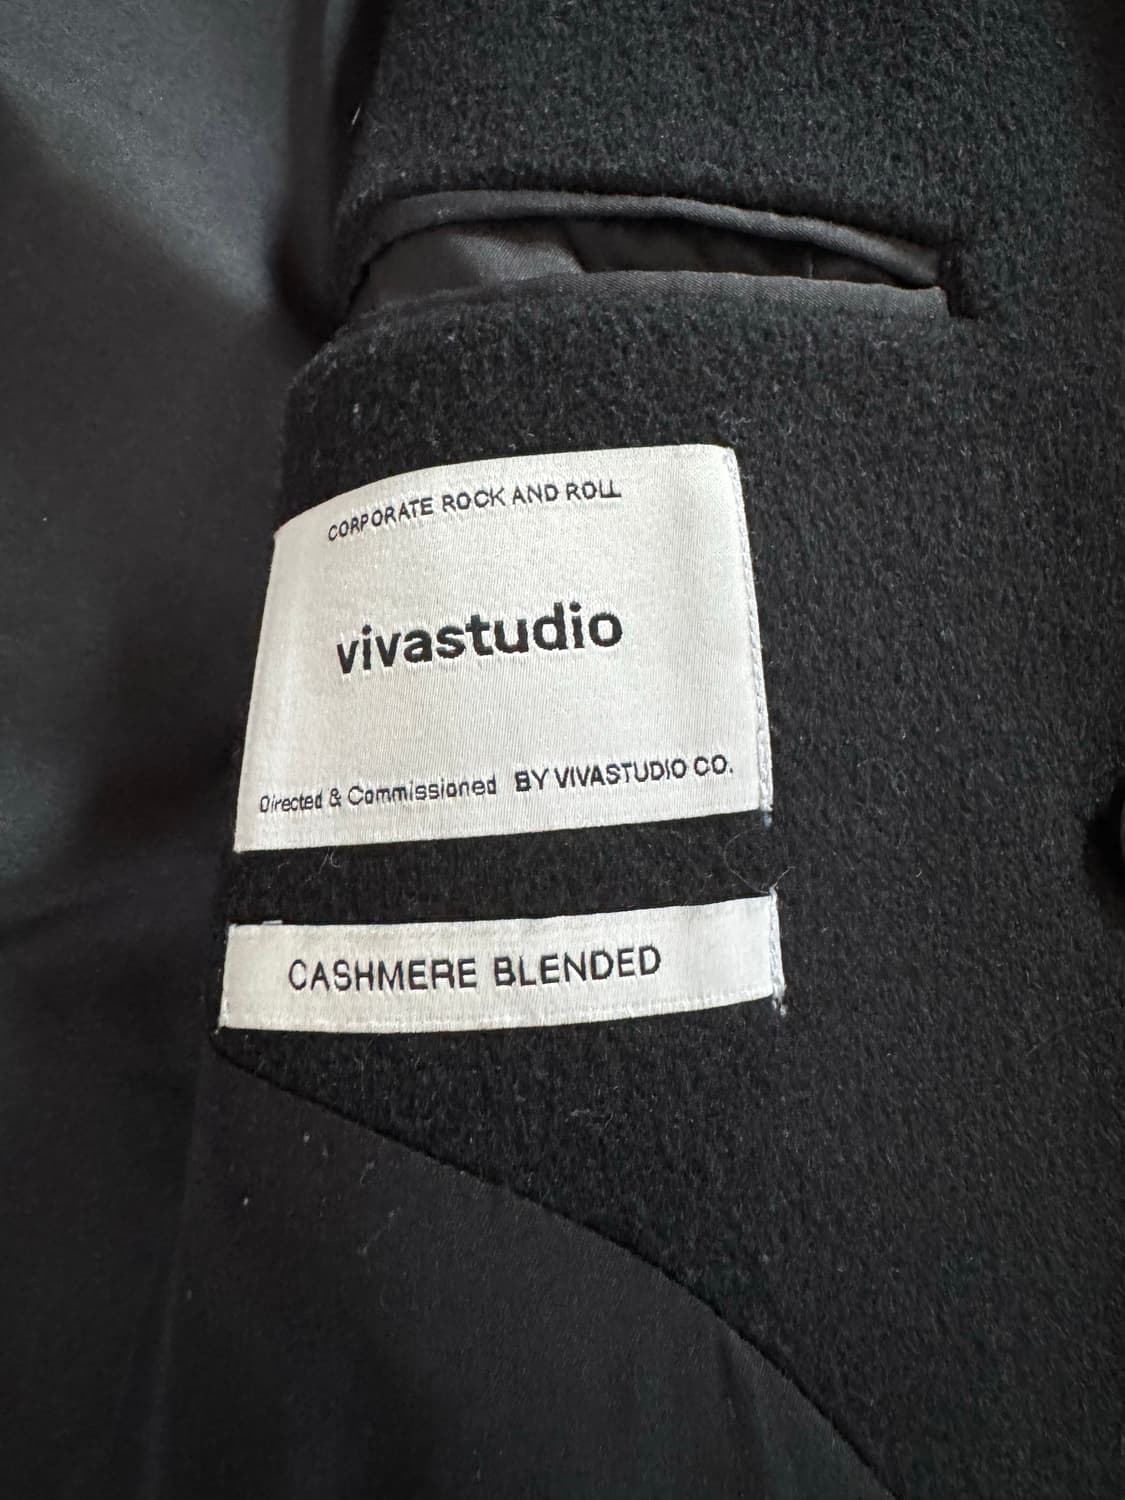 CORPORATE ROCK AND ROLL
vivastudio
Directed & Commissioned BY VIVASTUDIO CO.
CASHMERE BLENDED